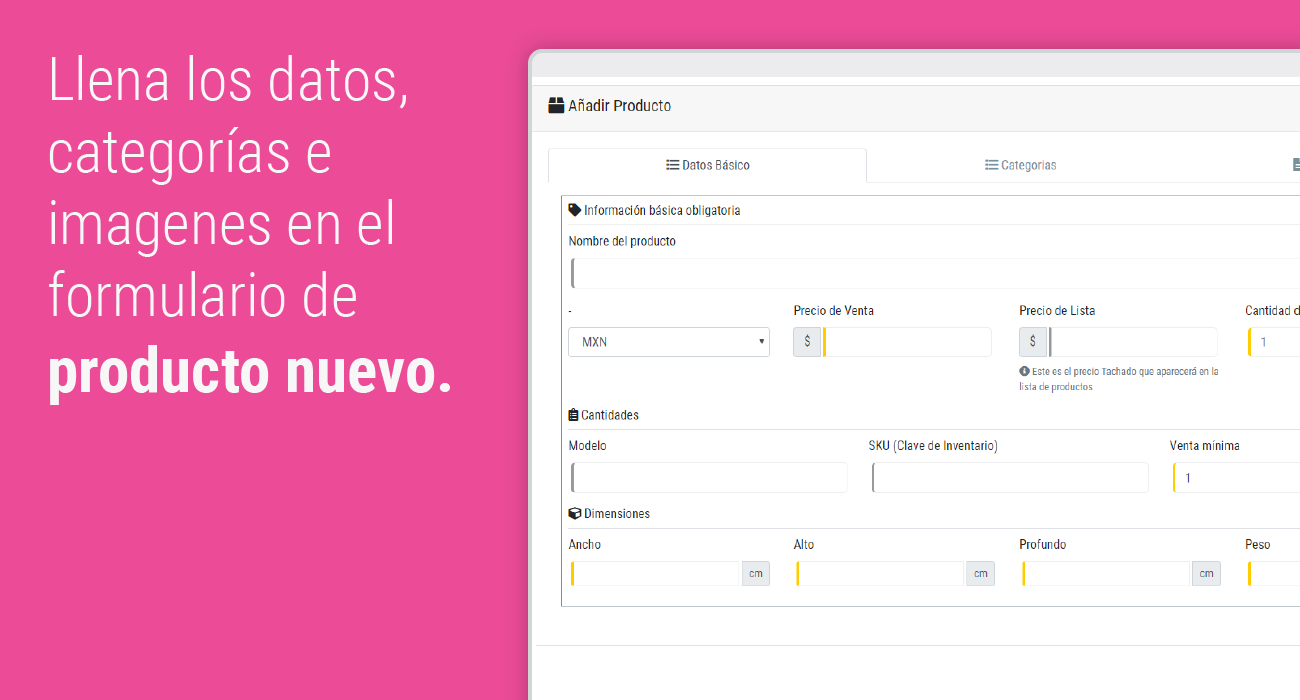 Llena los datos,
categorías e
imagenes en el
formulario de
producto nuevo.
Añadir Producto
Datos Básico
Categorias
Información básica obligatoria
Nombre del producto
-
Precio de Venta
Precio de Lista
Cantidad d
MXN
$
$
1
Este es el precio Tachado que aparecerá en la
lista de productos
Cantidades
Modelo
SKU (Clave de Inventario)
Venta mínima
1
Dimensiones
Ancho
Alto
Profundo
Peso
cm
cm
cm